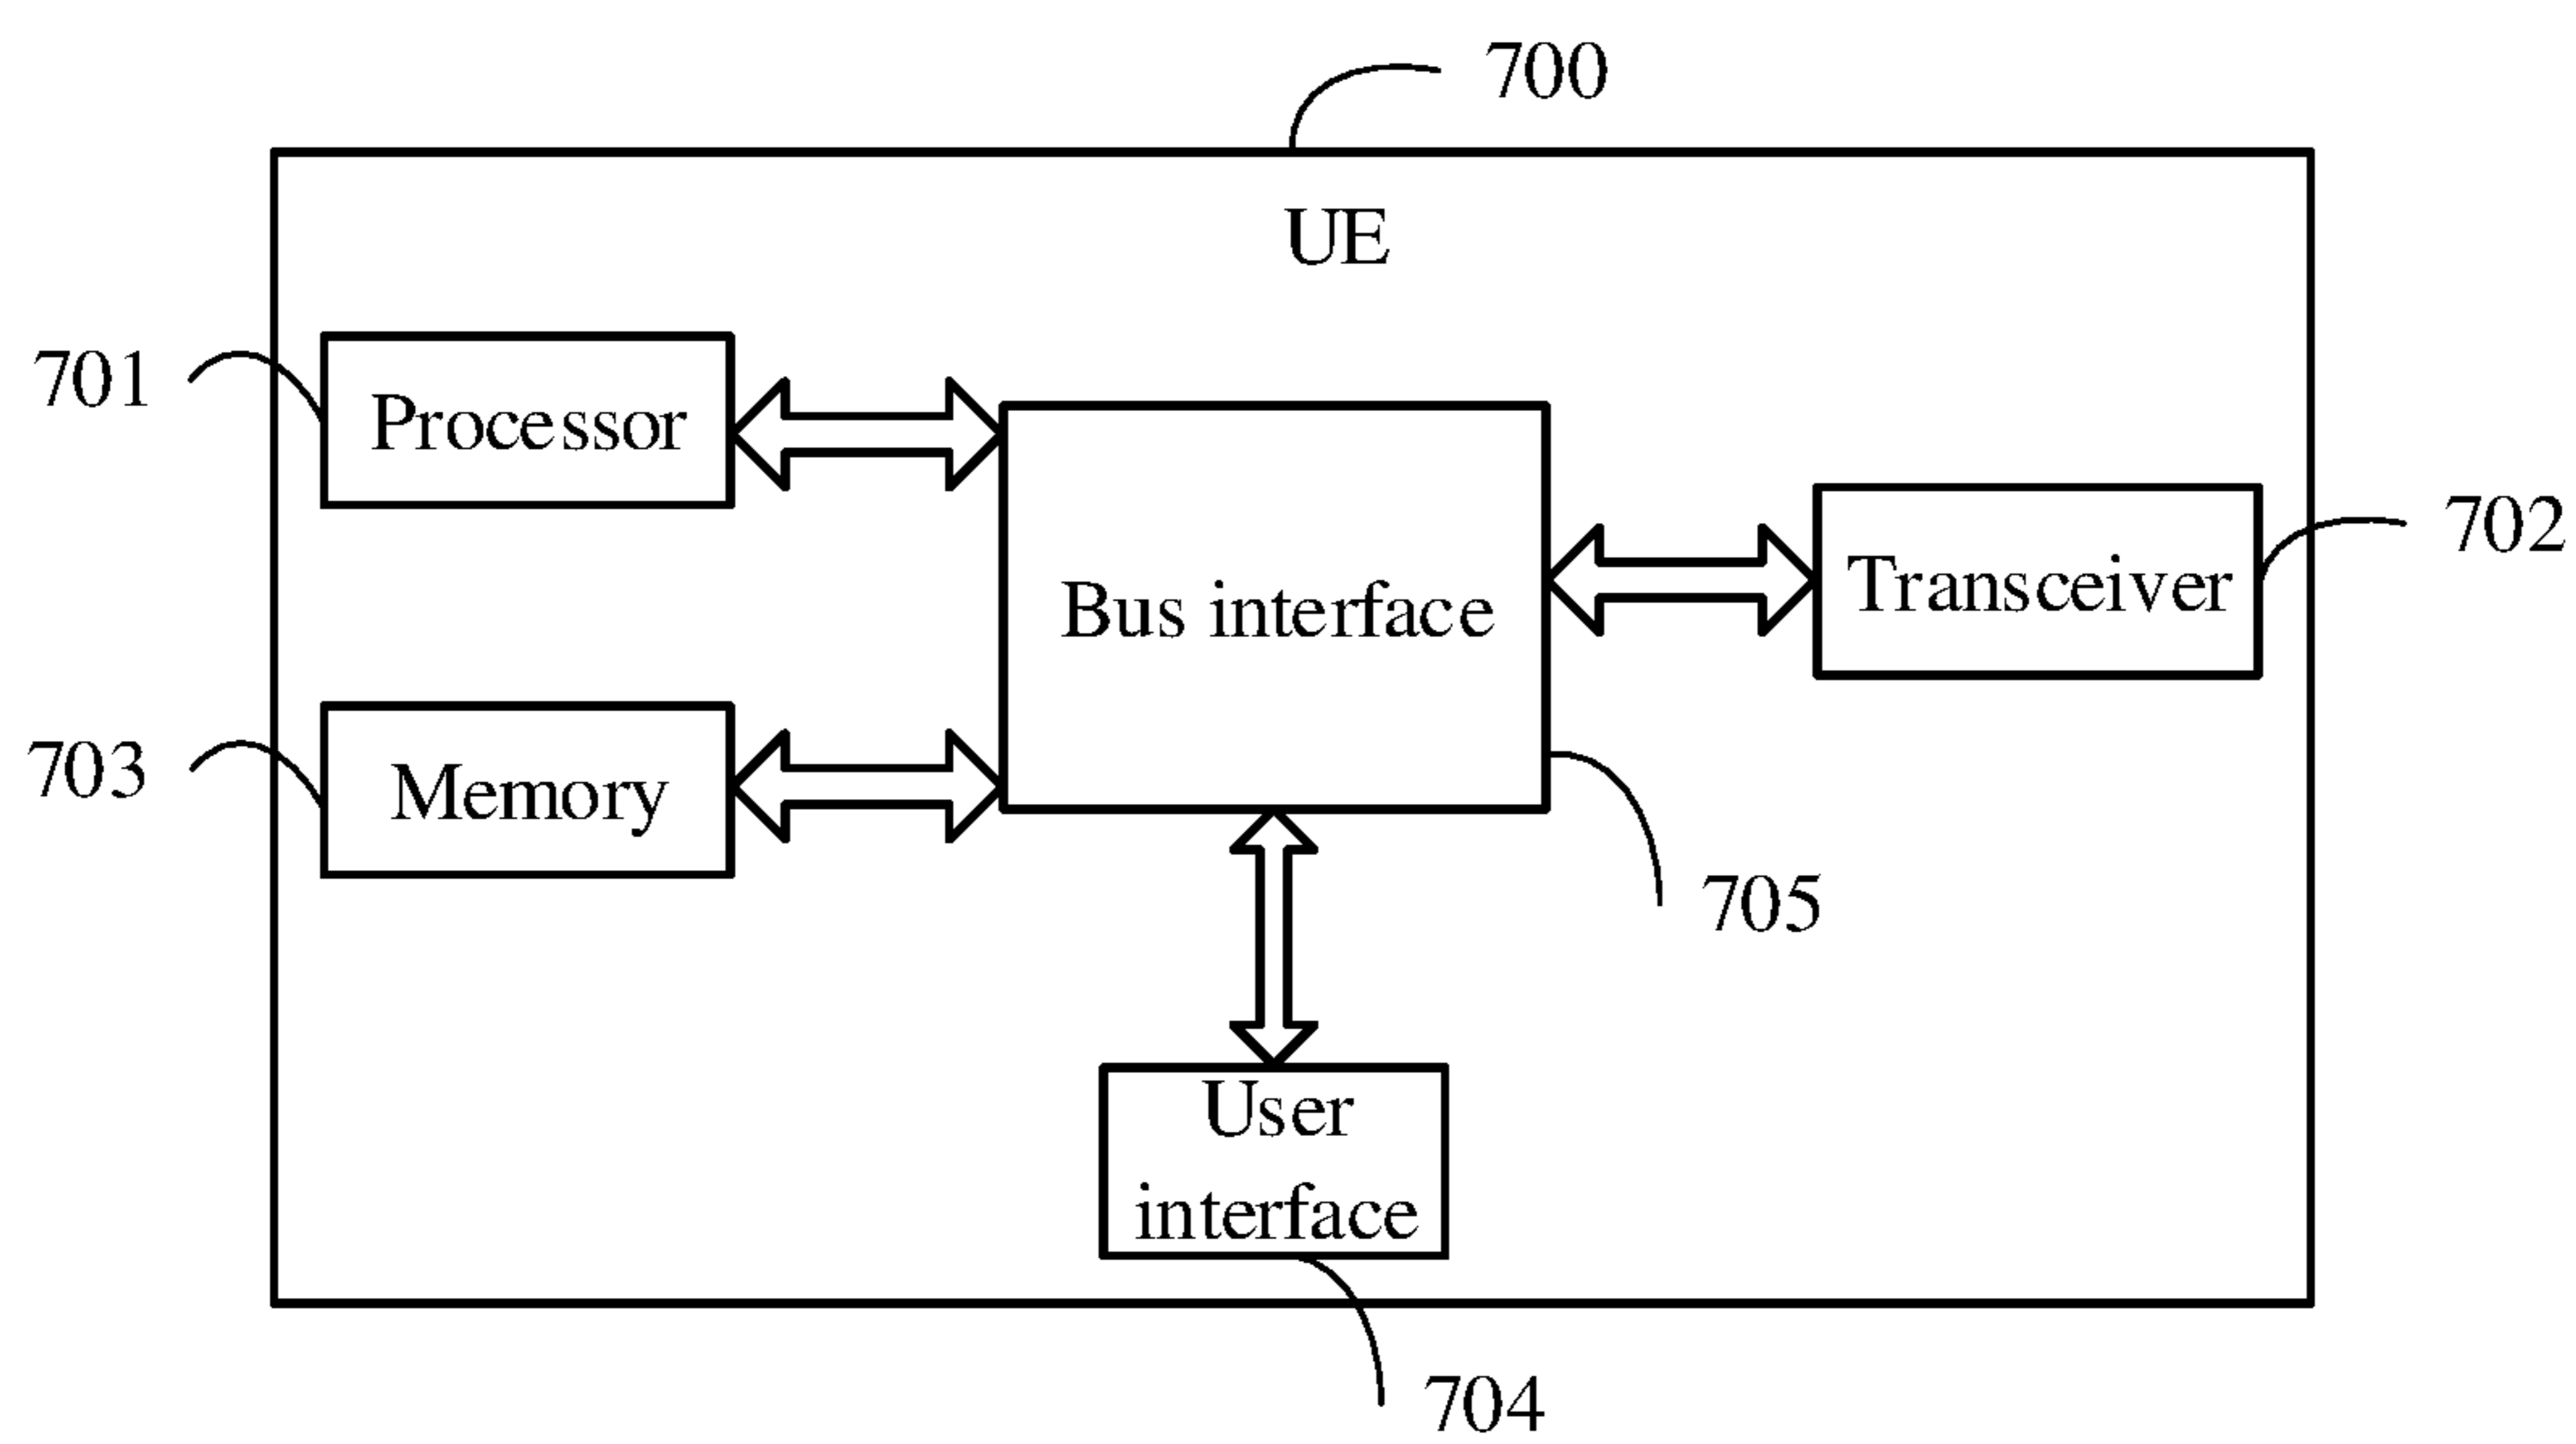 700
UE
701
Processor
702
Bus interface
Transceiver
703
Memory
705
User
interface
704